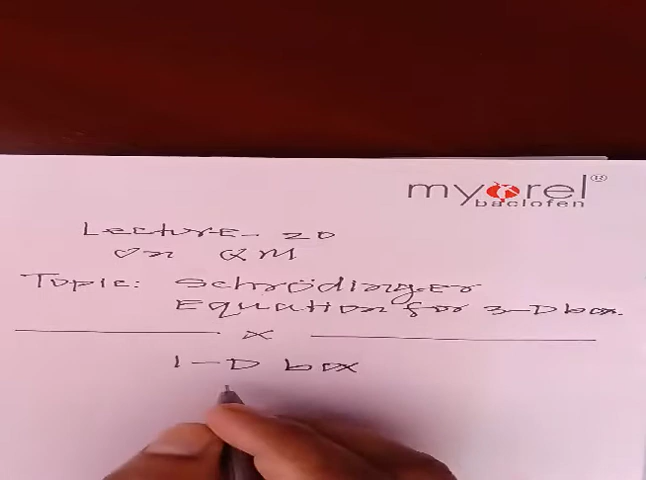 myorel®
baclofen
Lecture - 20
on QM
Topic: Schrödinger
Equation for 3-D box.
x
1-D box